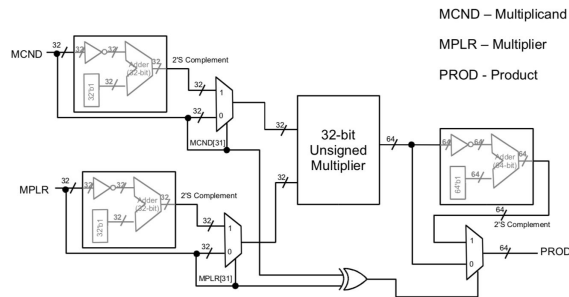 MCND – Multiplicand
MPLR – Multiplier
PROD - Product
MCND
32
32
32
Adder
(32-bit)
32
2'S Complement
32'b1
32
32
1
32
0
32
32
MCND[31]
32-bit
Unsigned
Multiplier
64
64
64
Adder
(64-bit)
64
64'b1
64
64
2'S Complement
MPLR
32
32
32
Adder
(32-bit)
32
2'S Complement
32'b1
32
32
1
32
0
32
32
MPLR[31]
1
0
64
PROD